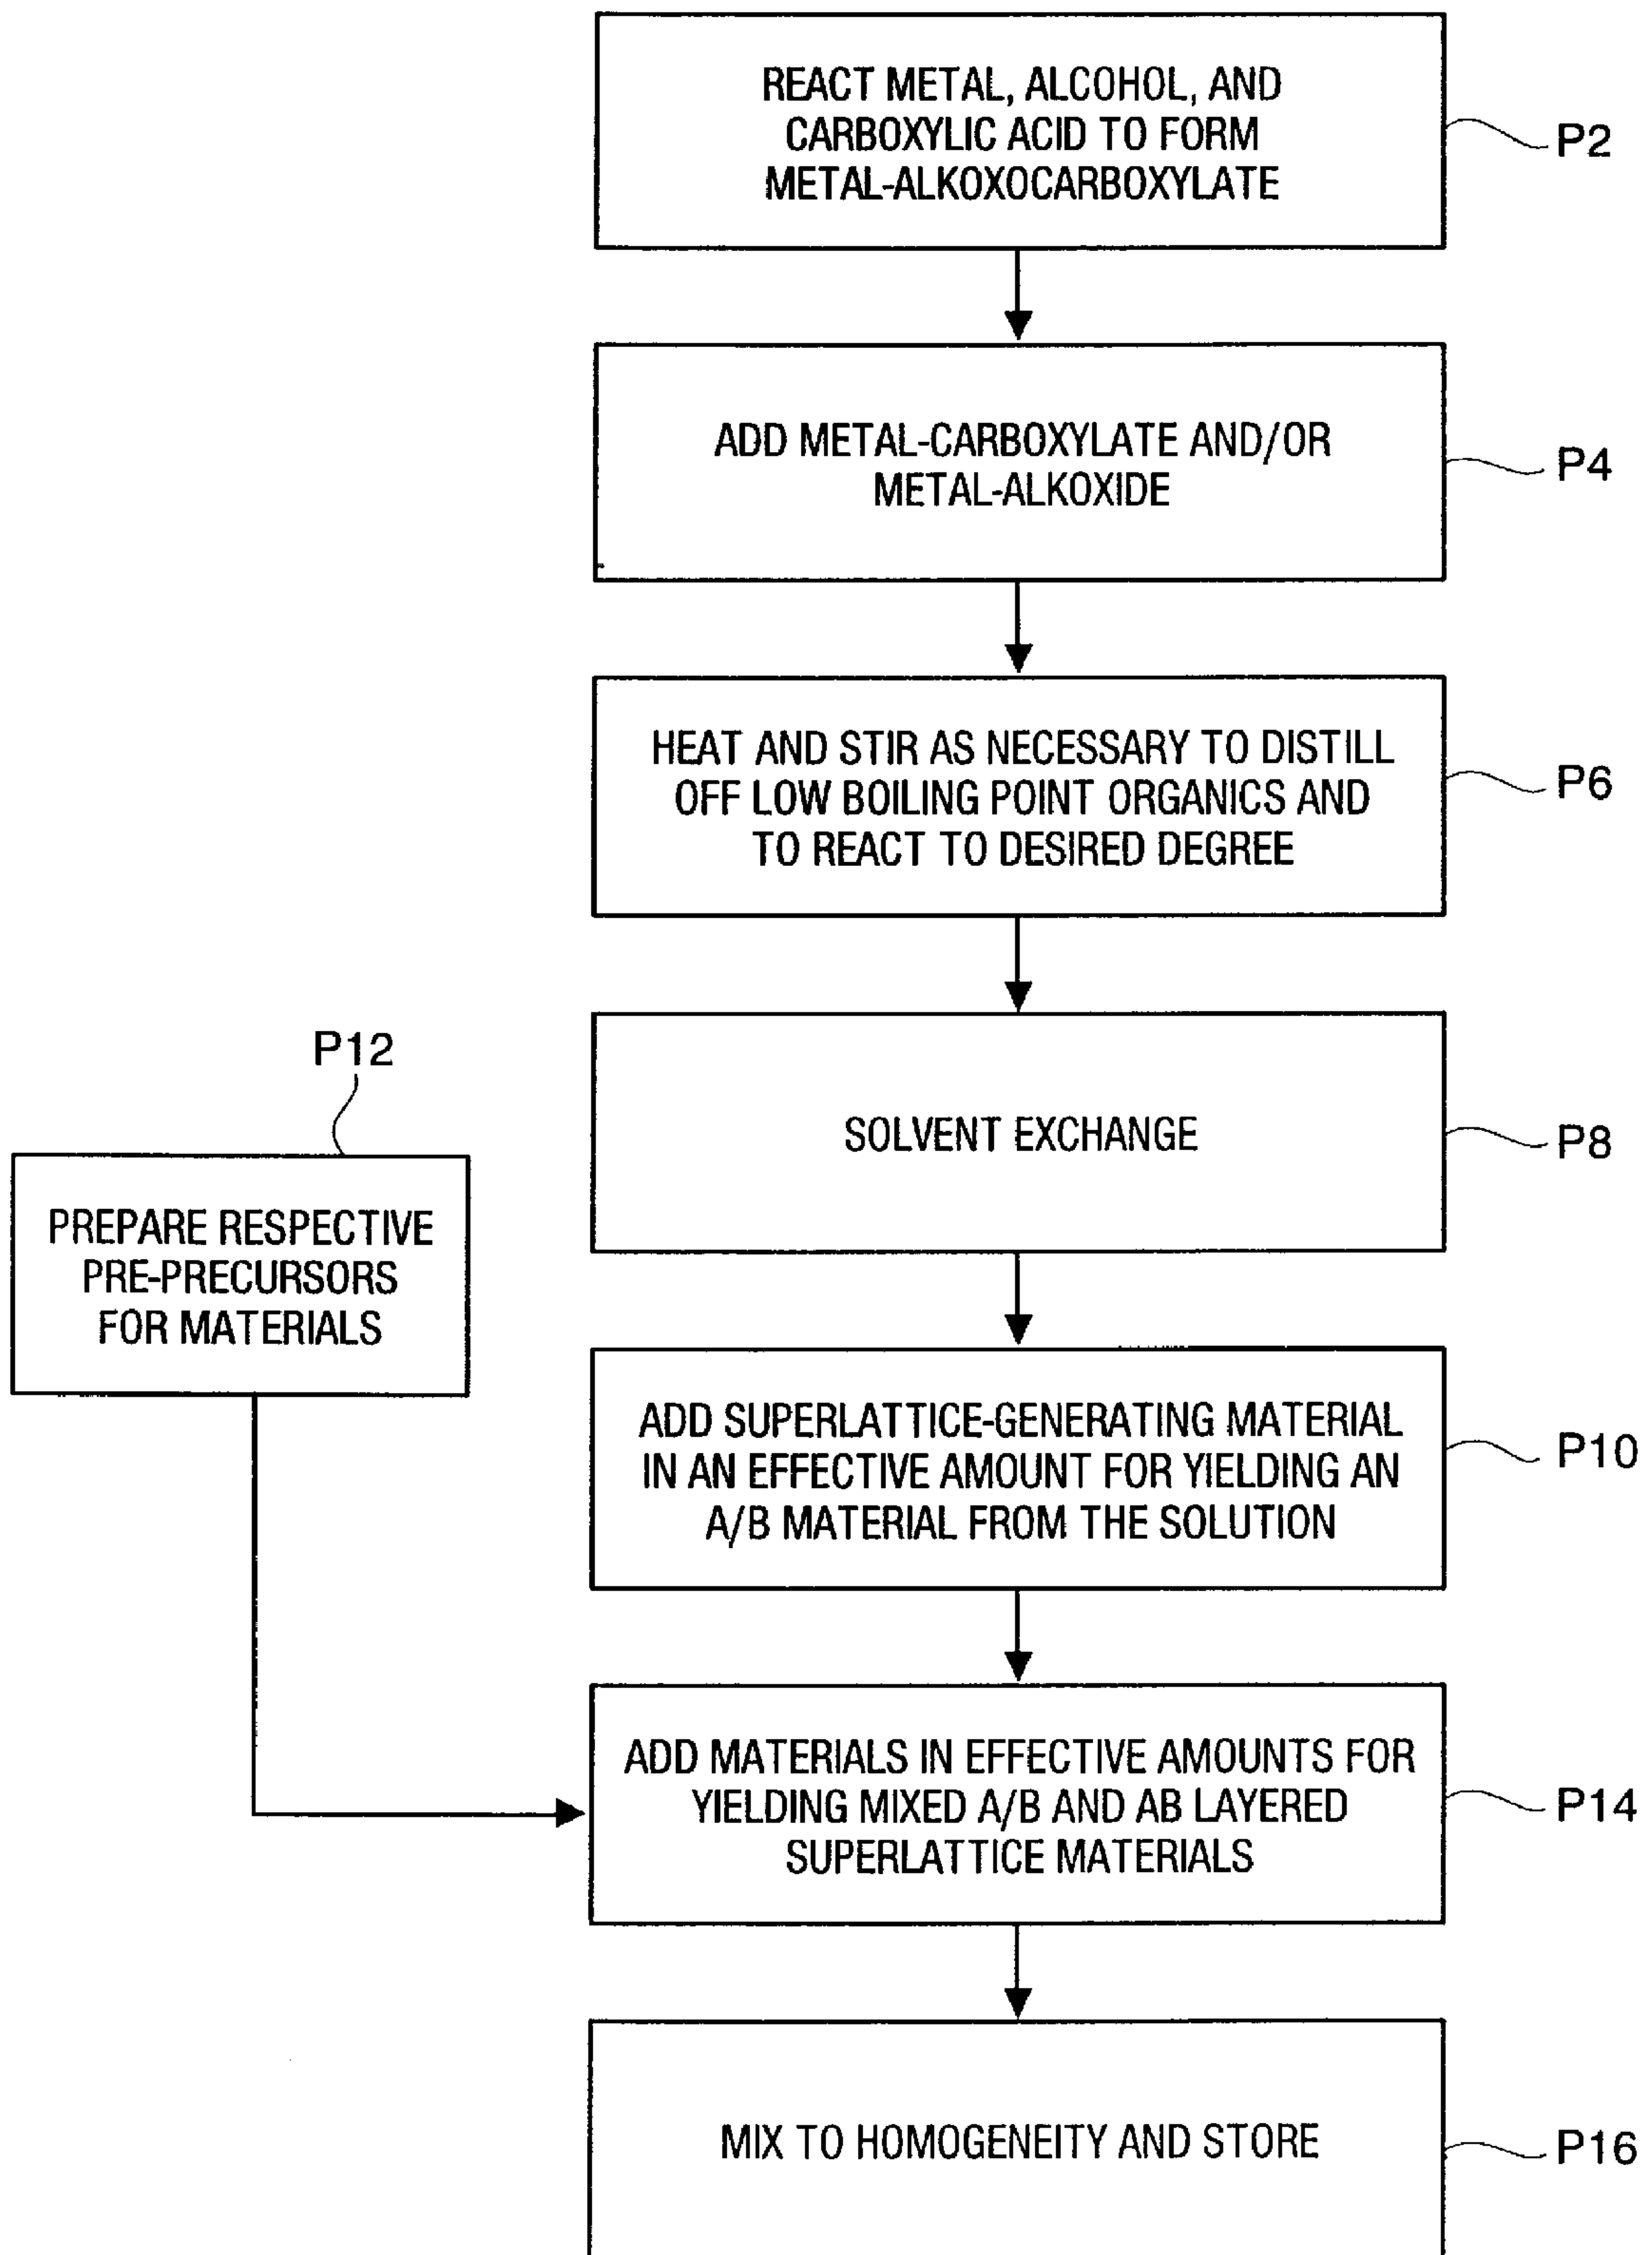 REACT METAL, ALCOHOL, AND
CARBOXYLIC ACID TO FORM
METAL-ALKOXOCARBOXYLATE
P2
ADD METAL-CARBOXYLATE AND/OR
METAL-ALKOXIDE
P4
HEAT AND STIR AS NECESSARY TO DISTILL
OFF LOW BOILING POINT ORGANICS AND
TO REACT TO DESIRED DEGREE
P6
SOLVENT EXCHANGE
P8
P12
PREPARE RESPECTIVE
PRE-PRECURSORS
FOR MATERIALS
ADD SUPERLATTICE-GENERATING MATERIAL
IN AN EFFECTIVE AMOUNT FOR YIELDING AN
A/B MATERIAL FROM THE SOLUTION
P10
ADD MATERIALS IN EFFECTIVE AMOUNTS FOR
YIELDING MIXED A/B AND AB LAYERED
SUPERLATTICE MATERIALS
P14
MIX TO HOMOGENEITY AND STORE
P16